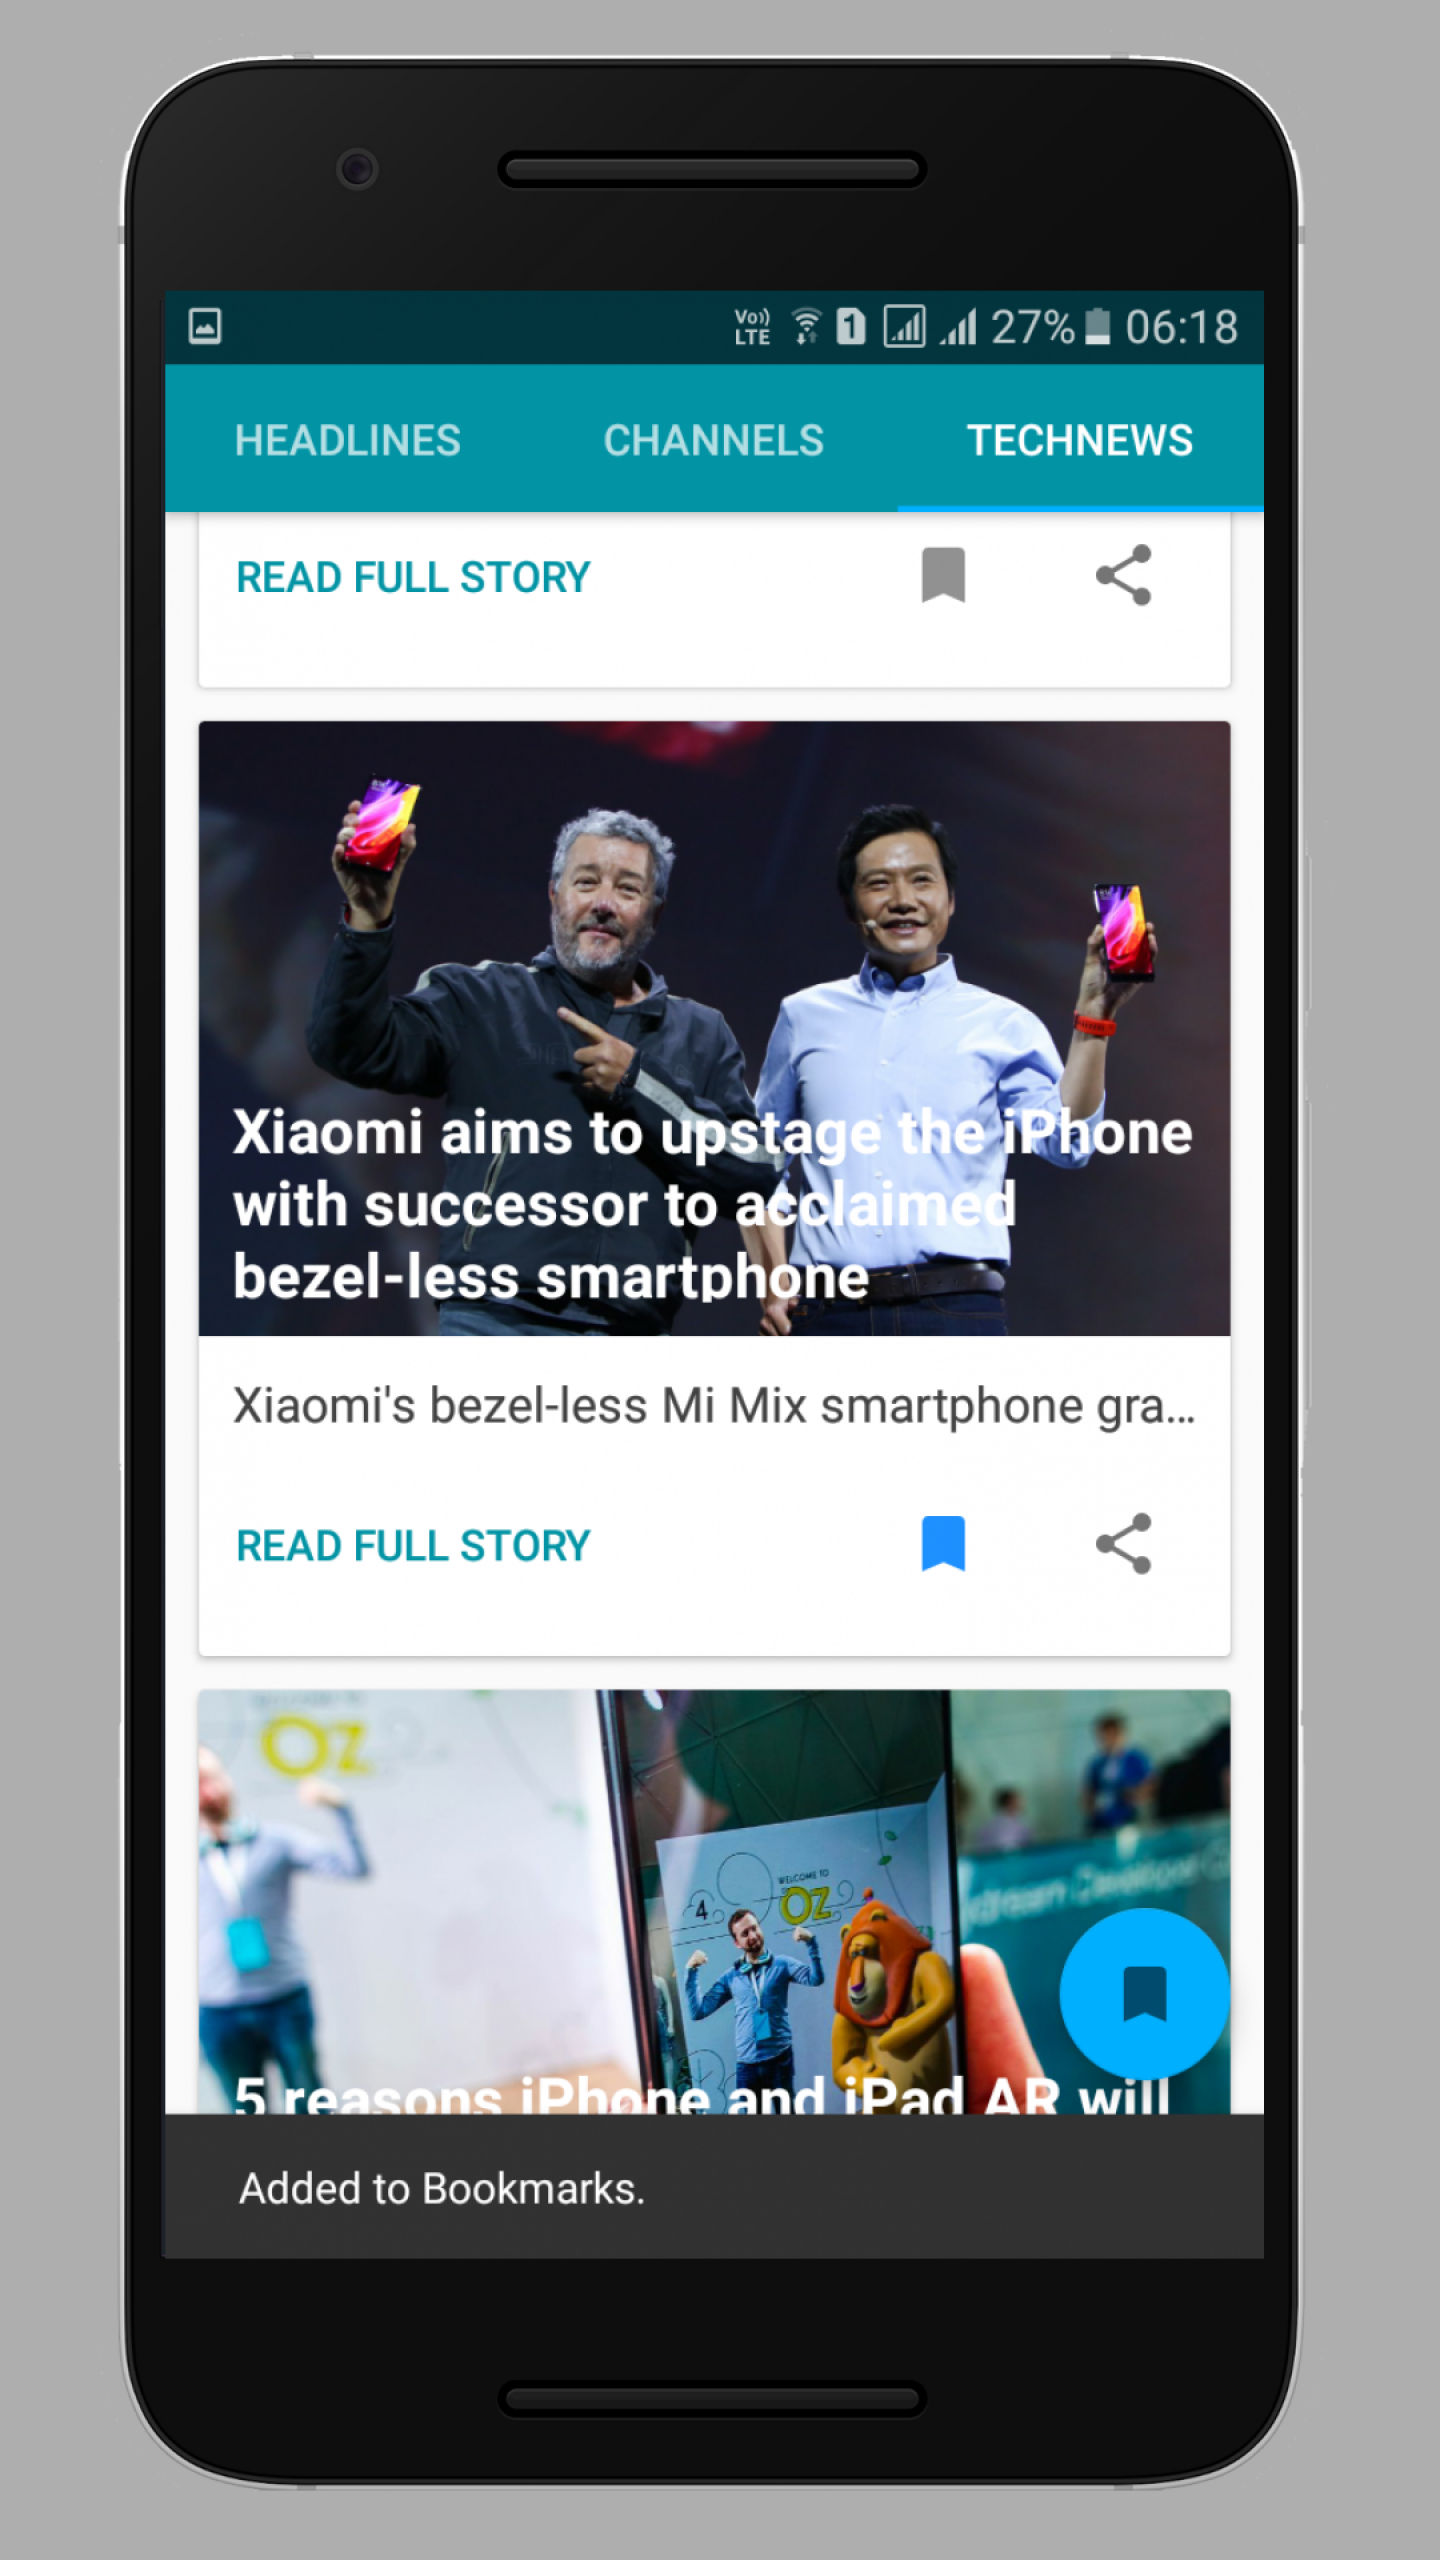 Vo)) LTE 1 27% 06:18
HEADLINES CHANNELS TECHNEWS
READ FULL STORY
Xiaomi aims to upstage the iPhone
with successor to acclaimed
bezel-less smartphone
Xiaomi's bezel-less Mi Mix smartphone gra...
READ FULL STORY
OZ
WELCOME TO
OZ
4
5 reasons iPhone and iPad AR will
Added to Bookmarks.